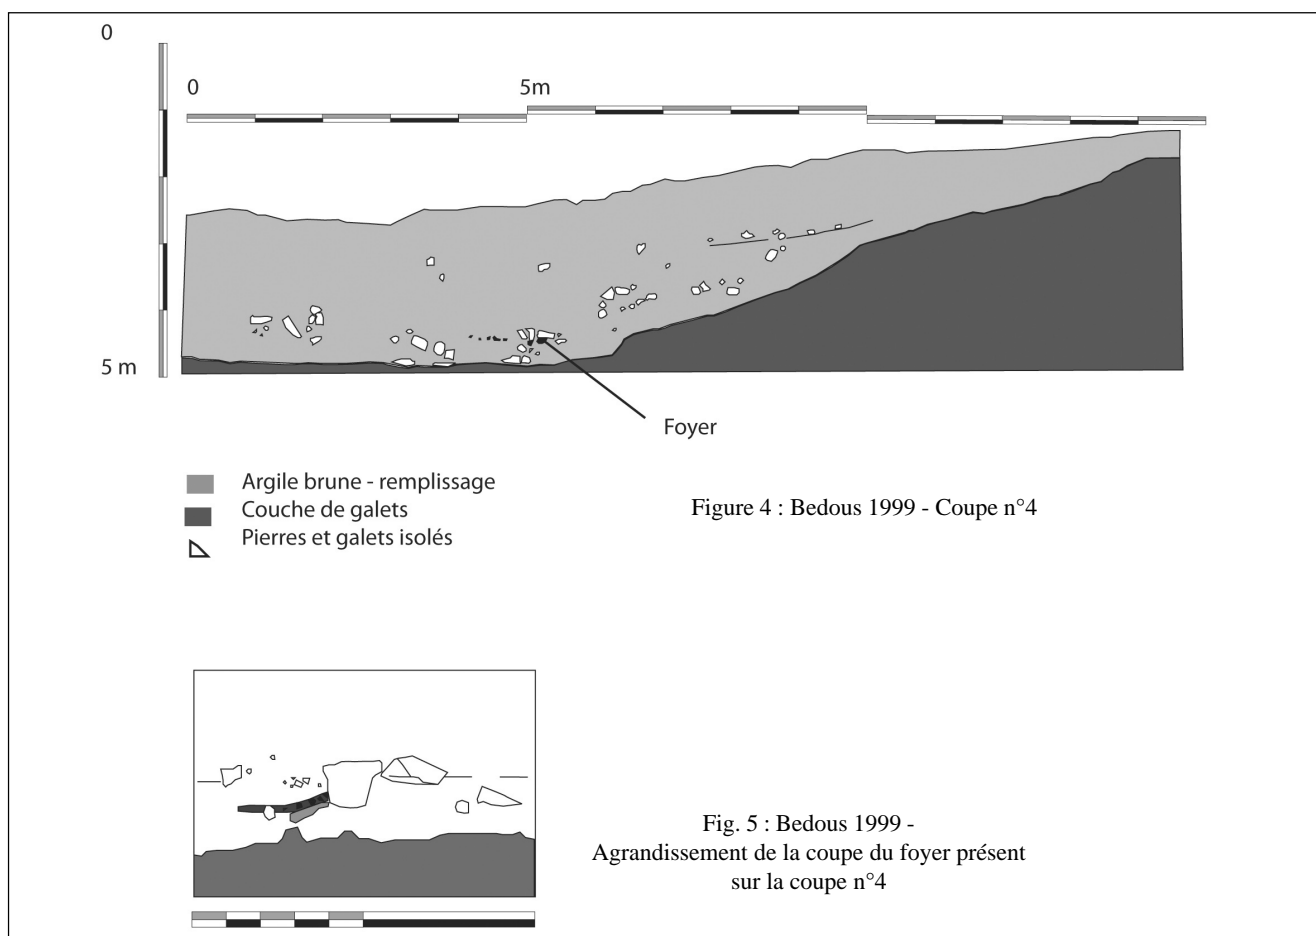 0
0
5m
5 m
Foyer
Argile brune - remplissage
Couche de galets
Pierres et galets isolés
Figure 4 : Bedous 1999 - Coupe n°4
Fig. 5 : Bedous 1999 -
Agrandissement de la coupe du foyer présent
sur la coupe n°4